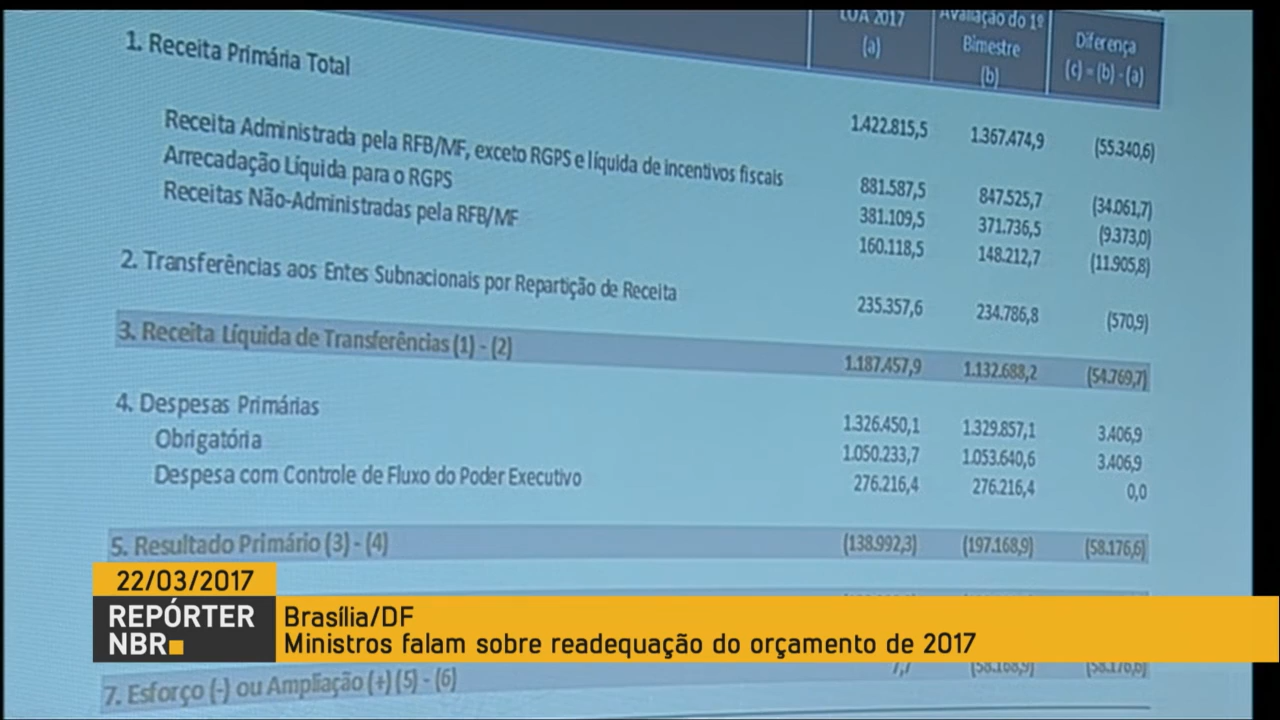 LOA 2017
(a)
Avaliação do 1º
Bimestre
(b)
Diferença
(c) = (b) - (a)
1. Receita Primária Total
1.422.815,5 1.367.474,9 (55.340,6)
Receita Administrada pela RFB/MF, exceto RGPS e líquida de incentivos fiscais 881.587,5 847.525,7 (34.061,7)
Arrecadação Líquida para o RGPS 381.109,5 371.736,5 (9.373,0)
Receitas Não-Administradas pela RFB/MF 160.118,5 148.212,7 (11.905,8)
2. Transferências aos Entes Subnacionais por Repartição de Receita 235.357,6 234.786,8 (570,9)
3. Receita Líquida de Transferências (1) - (2) 1.187.457,9 1.132.688,2 (54.769,7)
4. Despesas Primárias 1.326.450,1 1.329.857,1 3.406,9
Obrigatória 1.050.233,7 1.053.640,6 3.406,9
Despesa com Controle de Fluxo do Poder Executivo 276.216,4 276.216,4 0,0
5. Resultado Primário (3) - (4) (138.992,3) (197.168,9) (58.176,6)
22/03/2017
REPÓRTER
NBR
Brasília/DF
Ministros falam sobre readequação do orçamento de 2017
7. Esforço (-) ou Ampliação (+) (5) - (6) 7,7 (58.168,9) (58.176,6)